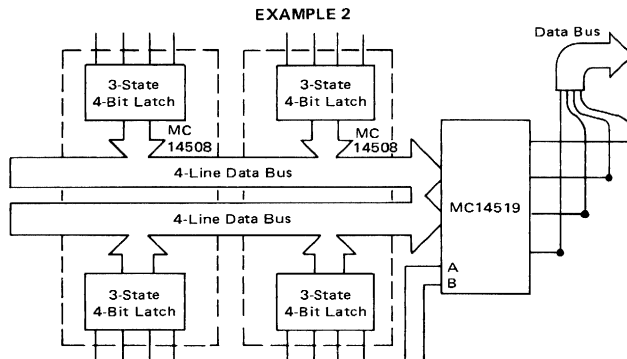 EXAMPLE 2
Data Bus
3-State
4-Bit Latch
3-State
4-Bit Latch
MC
14508
MC
14508
4-Line Data Bus
MC14519
4-Line Data Bus
A
B
3-State
4-Bit Latch
3-State
4-Bit Latch